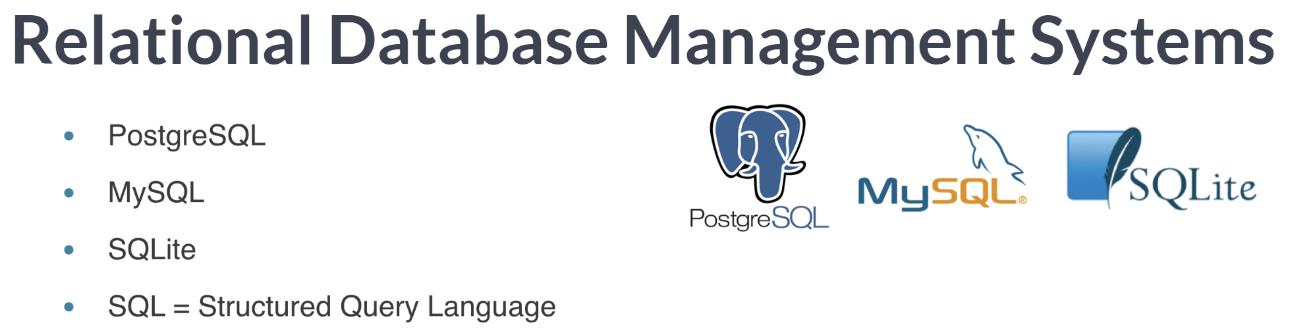 Relational Database Management Systems
• PostgreSQL
• MySQL
• SQLite
• SQL = Structured Query Language
PostgreSQL
MySQL®
SQLite